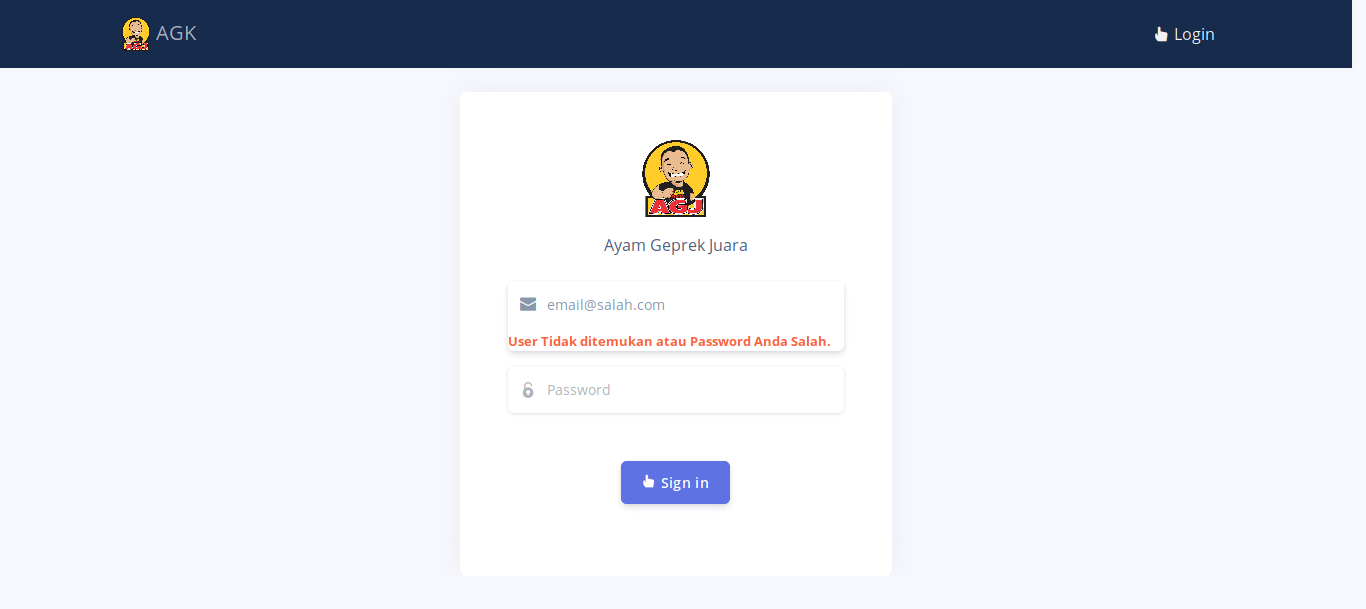 AGK
Login
AGJ
Ayam Geprek Juara
email@salah.com
User Tidak ditemukan atau Password Anda Salah.
Password
Sign in